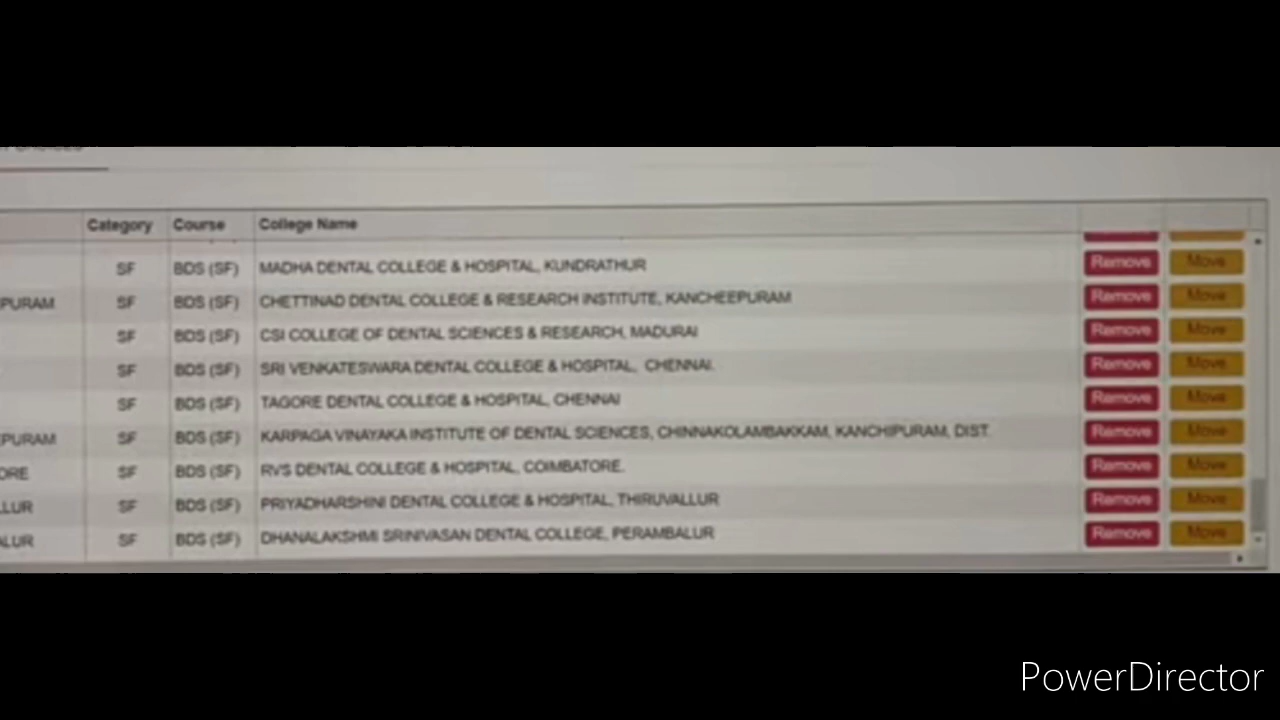 Category Course College Name
SF BDS (SF) MADHA DENTAL COLLEGE & HOSPITAL, KUNDRATHUR Remove Move
PURAM SF BDS (SF) CHETTINAD DENTAL COLLEGE & RESEARCH INSTITUTE, KANCHEEPURAM Remove Move
SF BDS (SF) CSI COLLEGE OF DENTAL SCIENCES & RESEARCH, MADURAI Remove Move
SF BDS (SF) SRI VENKATESWARA DENTAL COLLEGE & HOSPITAL, CHENNAI. Remove Move
SF BDS (SF) TAGORE DENTAL COLLEGE & HOSPITAL, CHENNAI Remove Move
EPURAM SF BDS (SF) KARPAGA VINAYAKA INSTITUTE OF DENTAL SCIENCES, CHINNAKOLAMBAKKAM, KANCHIPURAM, DIST. Remove Move
ORE SF BDS (SF) RVS DENTAL COLLEGE & HOSPITAL, COIMBATORE. Remove Move
LLUR SF BDS (SF) PRIYADHARSHINI DENTAL COLLEGE & HOSPITAL, THIRUVALLUR Remove Move
ALUR SF BDS (SF) DHANALAKSHMI SRINIVASAN DENTAL COLLEGE, PERAMBALUR Remove Move
PowerDirector